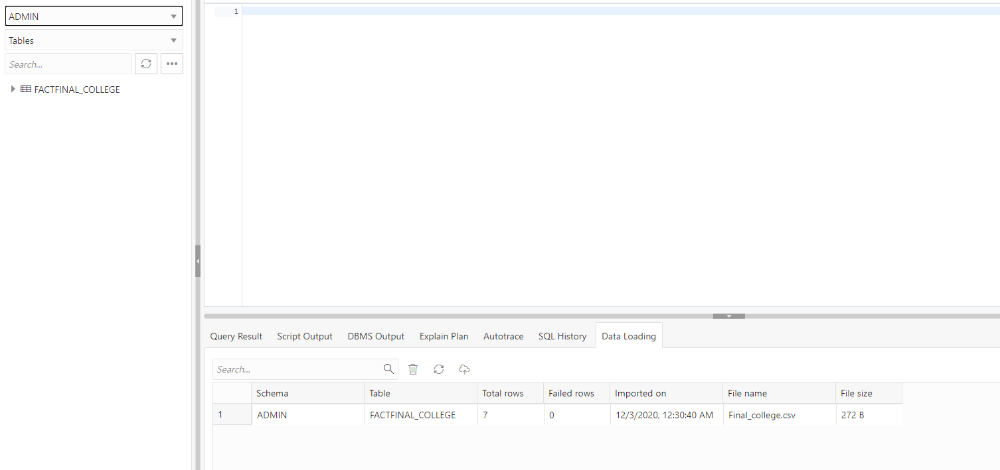 ADMIN
Tables
Search...
•••
FACTFINAL_COLLEGE
1
Query Result Script Output DBMS Output Explain Plan Autotrace SQL History Data Loading
Search...
Schema Table Total rows Failed rows Imported on File name File size
1 ADMIN FACTFINAL_COLLEGE 7 0 12/3/2020, 12:30:40 AM Final_college.csv 272 B